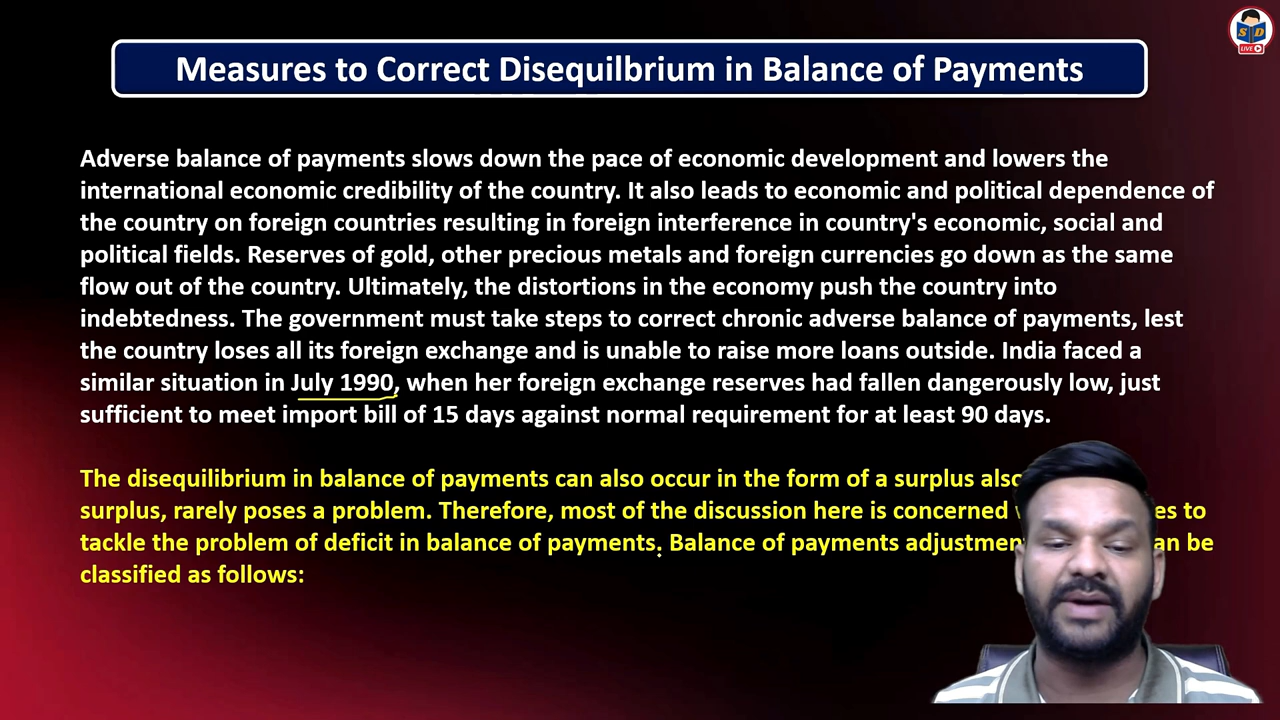 Measures to Correct Disequilbrium in Balance of Payments
S D
LIVE
Adverse balance of payments slows down the pace of economic development and lowers the
international economic credibility of the country. It also leads to economic and political dependence of
the country on foreign countries resulting in foreign interference in country's economic, social and
political fields. Reserves of gold, other precious metals and foreign currencies go down as the same
flow out of the country. Ultimately, the distortions in the economy push the country into
indebtedness. The government must take steps to correct chronic adverse balance of payments, lest
the country loses all its foreign exchange and is unable to raise more loans outside. India faced a
similar situation in July 1990, when her foreign exchange reserves had fallen dangerously low, just
sufficient to meet import bill of 15 days against normal requirement for at least 90 days.
The disequilibrium in balance of payments can also occur in the form of a surplus also
surplus, rarely poses a problem. Therefore, most of the discussion here is concerned to
tackle the problem of deficit in balance of payments. Balance of payments be
classified as follows: